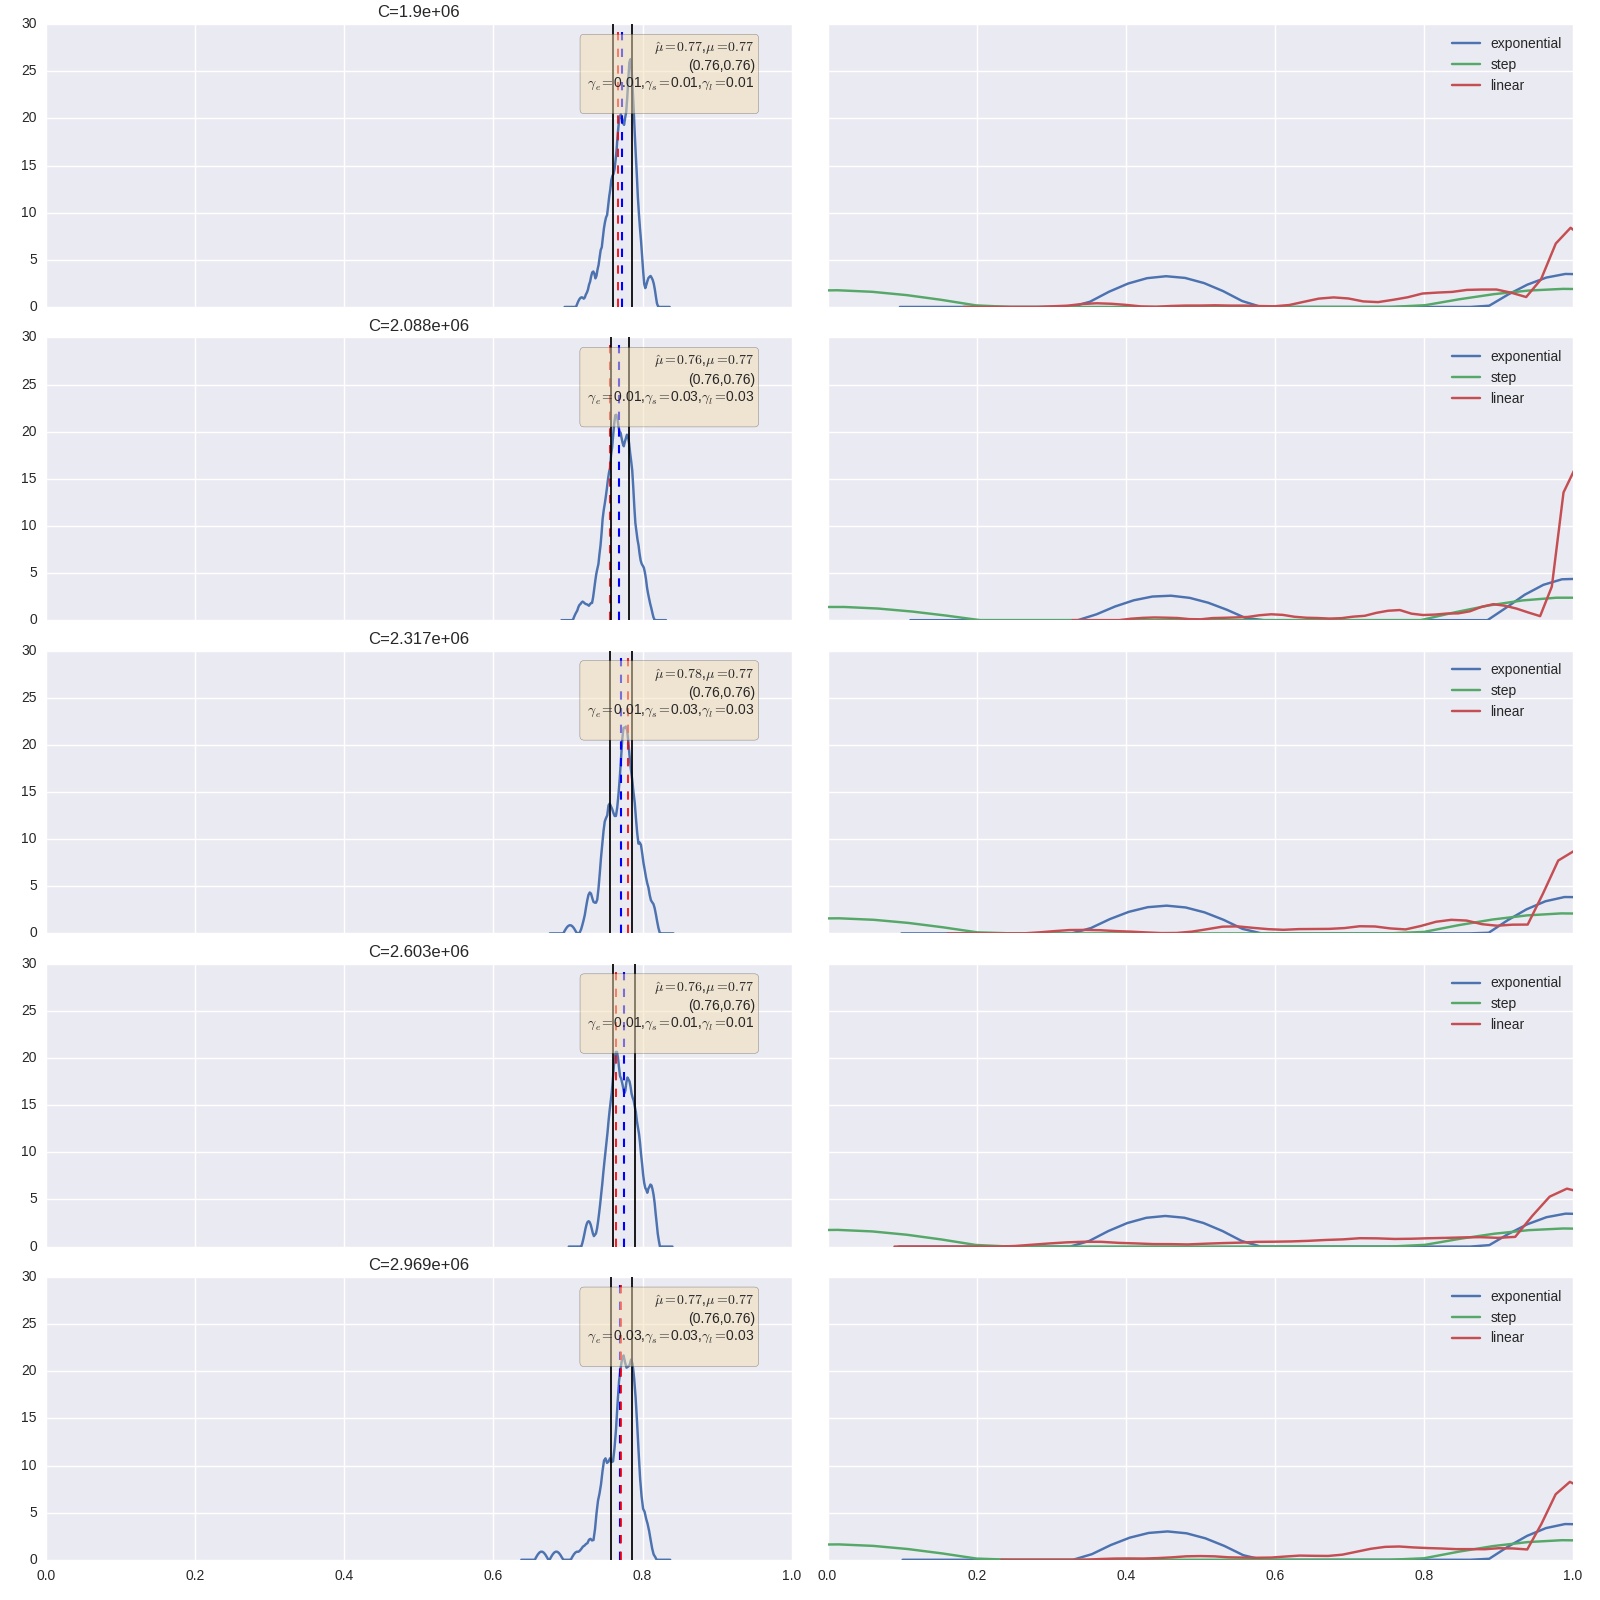 C=1.9e+06
30
25
20
15
10
5
0
μ̂=0.77,μ=0.77
(0.76,0.76)
γₑ=0.01,γₛ=0.01,γₗ=0.01
exponential
step
linear
C=2.088e+06
30
25
20
15
10
5
0
μ̂=0.76,μ=0.77
(0.76,0.76)
γₑ=0.01,γₛ=0.03,γₗ=0.03
exponential
step
linear
C=2.317e+06
30
25
20
15
10
5
0
μ̂=0.78,μ=0.77
(0.76,0.76)
γₑ=0.01,γₛ=0.03,γₗ=0.03
exponential
step
linear
C=2.603e+06
30
25
20
15
10
5
0
μ̂=0.76,μ=0.77
(0.76,0.76)
γₑ=0.01,γₛ=0.01,γₗ=0.01
exponential
step
linear
C=2.969e+06
30
25
20
15
10
5
0
μ̂=0.77,μ=0.77
(0.76,0.76)
γₑ=0.03,γₛ=0.03,γₗ=0.03
exponential
step
linear
0.0 0.2 0.4 0.6 0.8 1.0
0.0 0.2 0.4 0.6 0.8 1.0